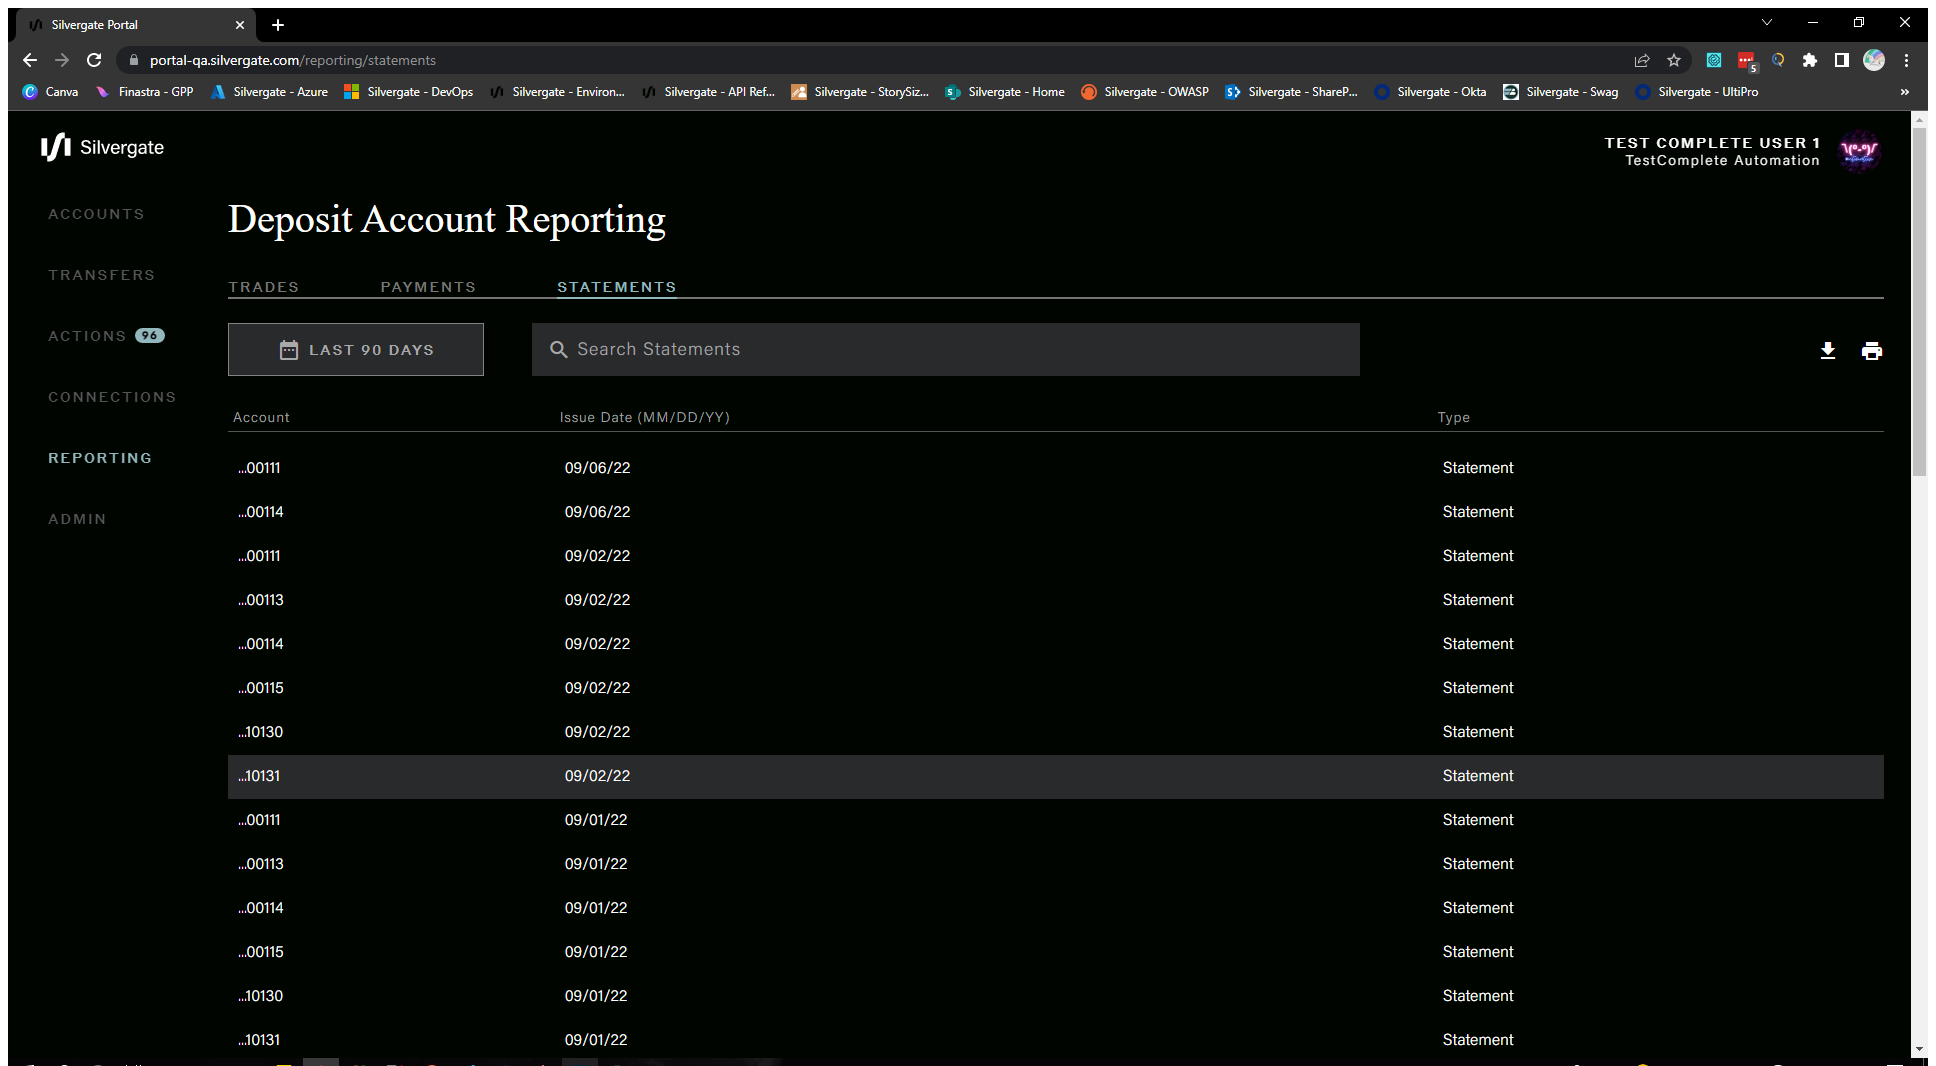 Silvergate Portal
portal-qa.silvergate.com/reporting/statements
5
Canva Finastra - GPP Silvergate - Azure Silvergate - DevOps Silvergate - Environ... Silvergate - API Ref... Silvergate - StorySiz... Silvergate - Home Silvergate - OWASP Silvergate - ShareP... Silvergate - Okta Silvergate - Swag Silvergate - UltiPro »
Silvergate
TEST COMPLETE USER 1
TestComplete Automation
ACCOUNTS
TRANSFERS
ACTIONS 96
CONNECTIONS
REPORTING
ADMIN
Deposit Account Reporting
TRADES PAYMENTS STATEMENTS
LAST 90 DAYS Search Statements
Account Issue Date (MM/DD/YY) Type
...00111 09/06/22 Statement
...00114 09/06/22 Statement
...00111 09/02/22 Statement
...00113 09/02/22 Statement
...00114 09/02/22 Statement
...00115 09/02/22 Statement
...10130 09/02/22 Statement
...10131 09/02/22 Statement
...00111 09/01/22 Statement
...00113 09/01/22 Statement
...00114 09/01/22 Statement
...00115 09/01/22 Statement
...10130 09/01/22 Statement
...10131 09/01/22 Statement